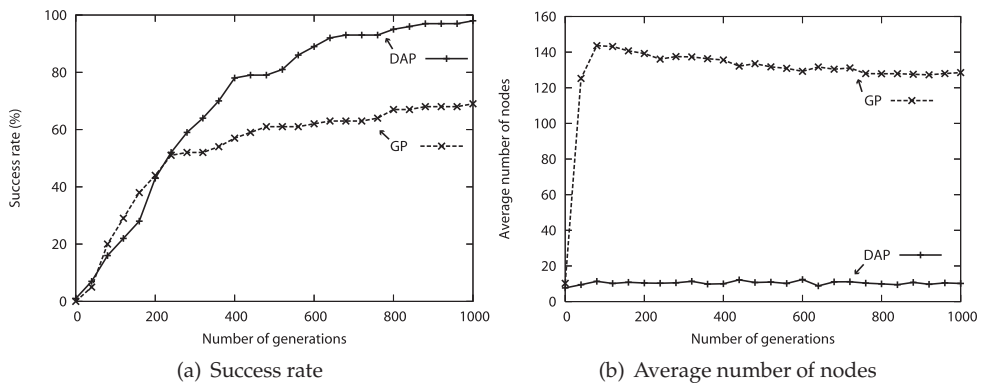 100
80
60
40
20
0
Success rate (%)
DAP
GP
0 200 400 600 800 1000
Number of generations
(a) Success rate
160
140
120
100
80
60
40
20
0
Average number of nodes
GP
DAP
0 200 400 600 800 1000
Number of generations
(b) Average number of nodes